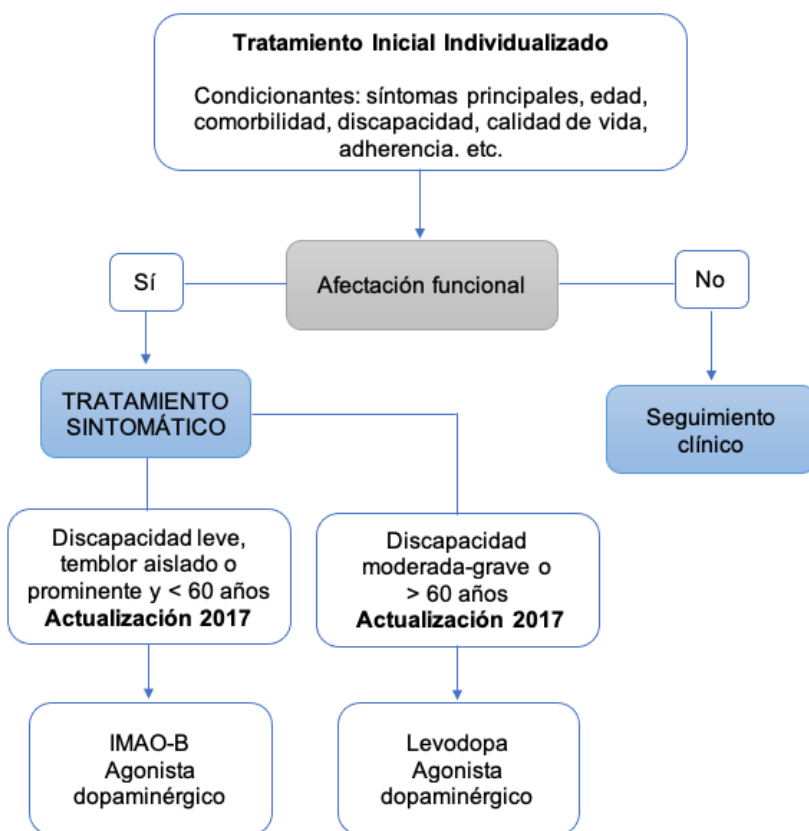 Tratamiento Inicial Individualizado
Condicionantes: síntomas principales, edad,
comorbilidad, discapacidad, calidad de vida,
adherencia. etc.
Sí
Afectación funcional
No
TRATAMIENTO
SINTOMÁTICO
Seguimiento
clínico
Discapacidad leve,
temblor aislado o
prominente y < 60 años
Actualización 2017
Discapacidad
moderada-grave o
> 60 años
Actualización 2017
IMAO-B
Agonista
dopaminérgico
Levodopa
Agonista
dopaminérgico